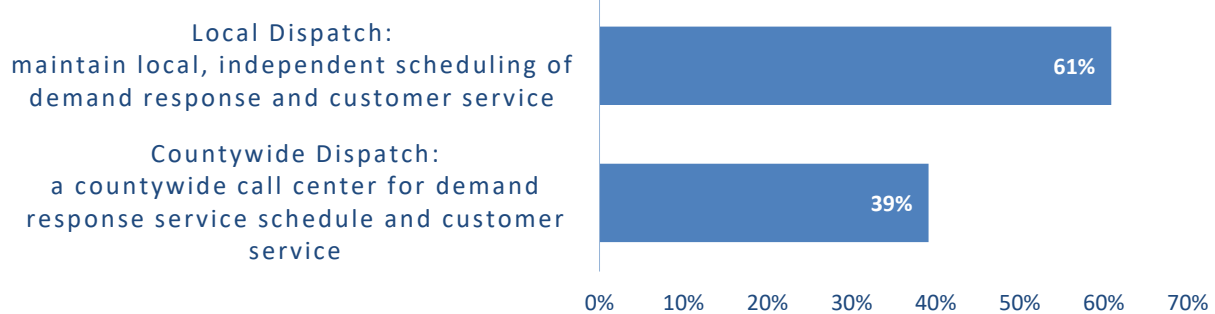 Local Dispatch:
maintain local, independent scheduling of
demand response and customer service
61%
Countywide Dispatch:
a countywide call center for demand
response service schedule and customer
service
39%
0% 10% 20% 30% 40% 50% 60% 70%